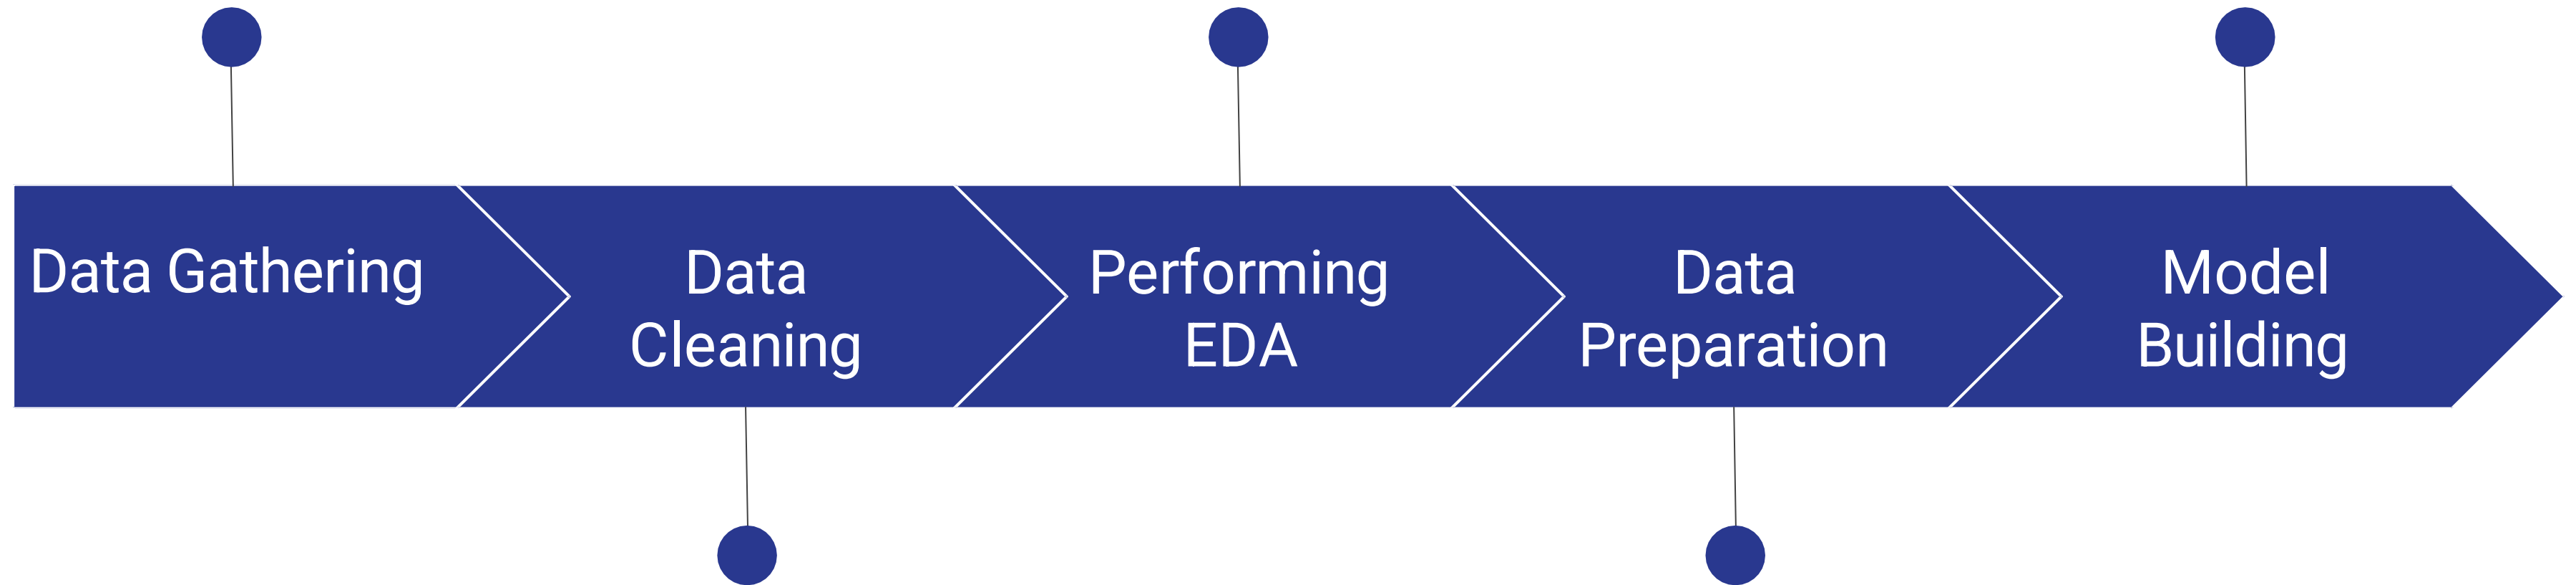 Data Gathering
Data
Cleaning
Performing
EDA
Data
Preparation
Model
Building